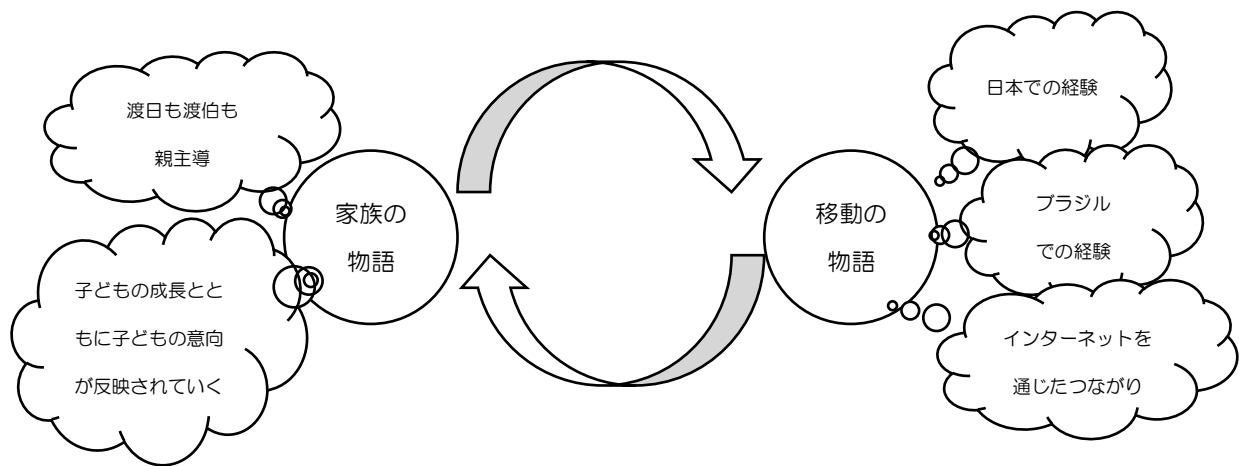 渡日も渡伯も
親主導
子どもの成長とと
もに子どもの意向
が反映されていく
家族の
物語
移動の
物語
日本での経験
ブラジル
での経験
インターネットを
通じたつながり